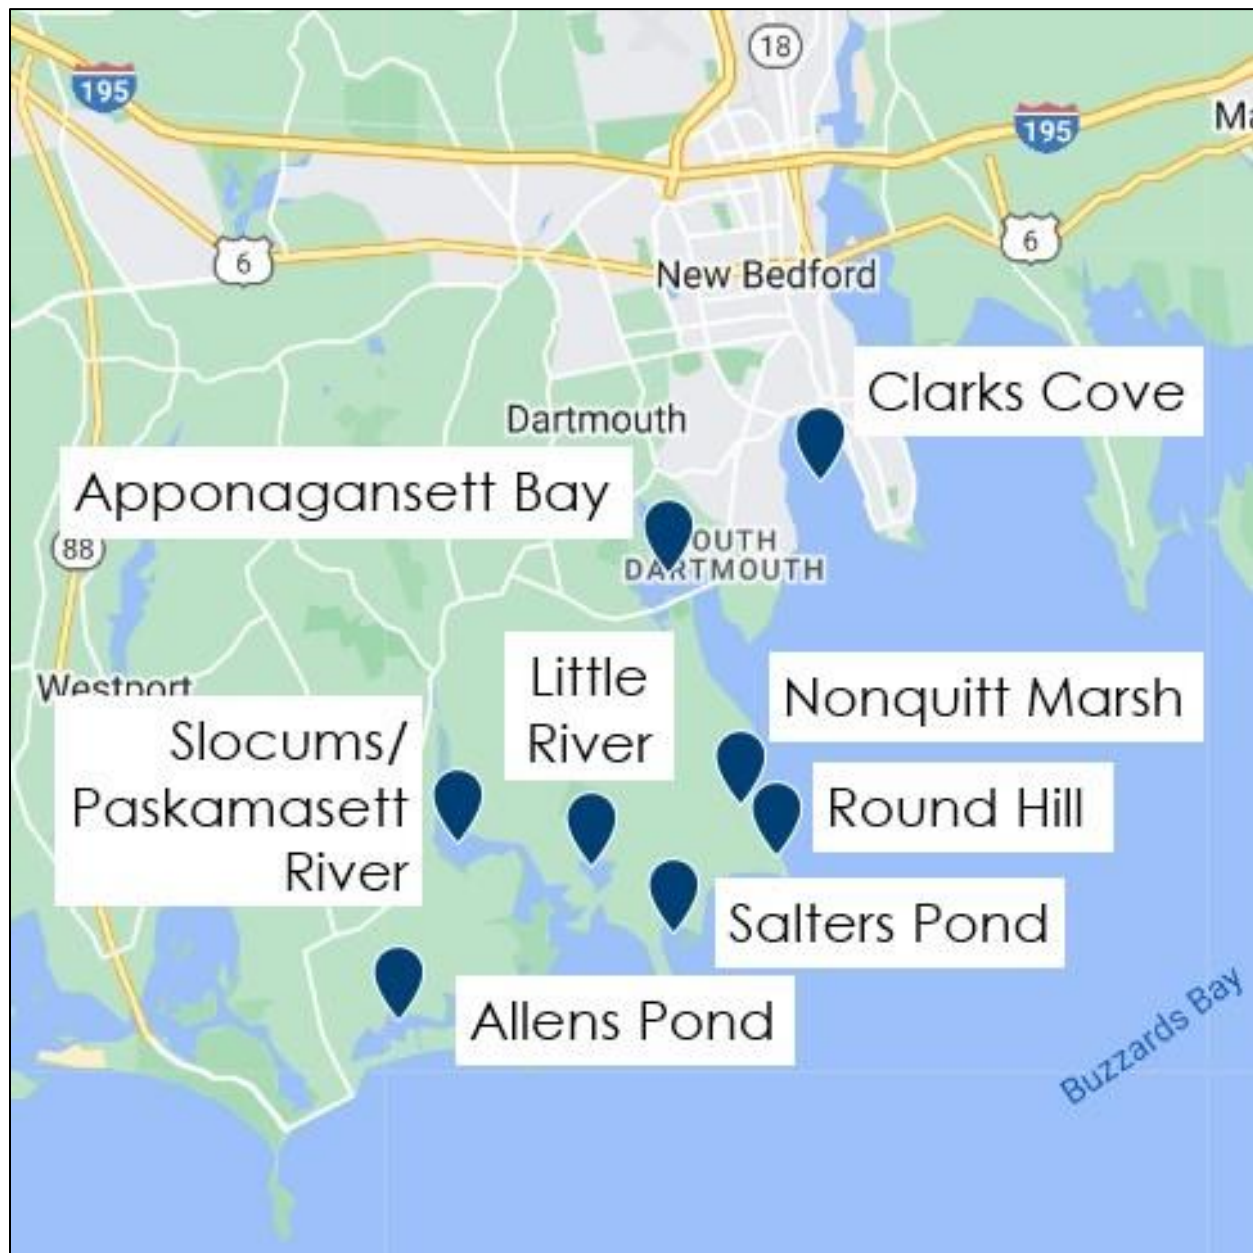 18
195
195
Ma
6
6
New Bedford
Clarks Cove
Dartmouth
Apponagansett Bay
88
OUTH
DARTMOUTH
Little
River
Nonquitt Marsh
Westport
Slocums/
Paskamasett
River
Round Hill
Salters Pond
Allens Pond
Buzzards Bay